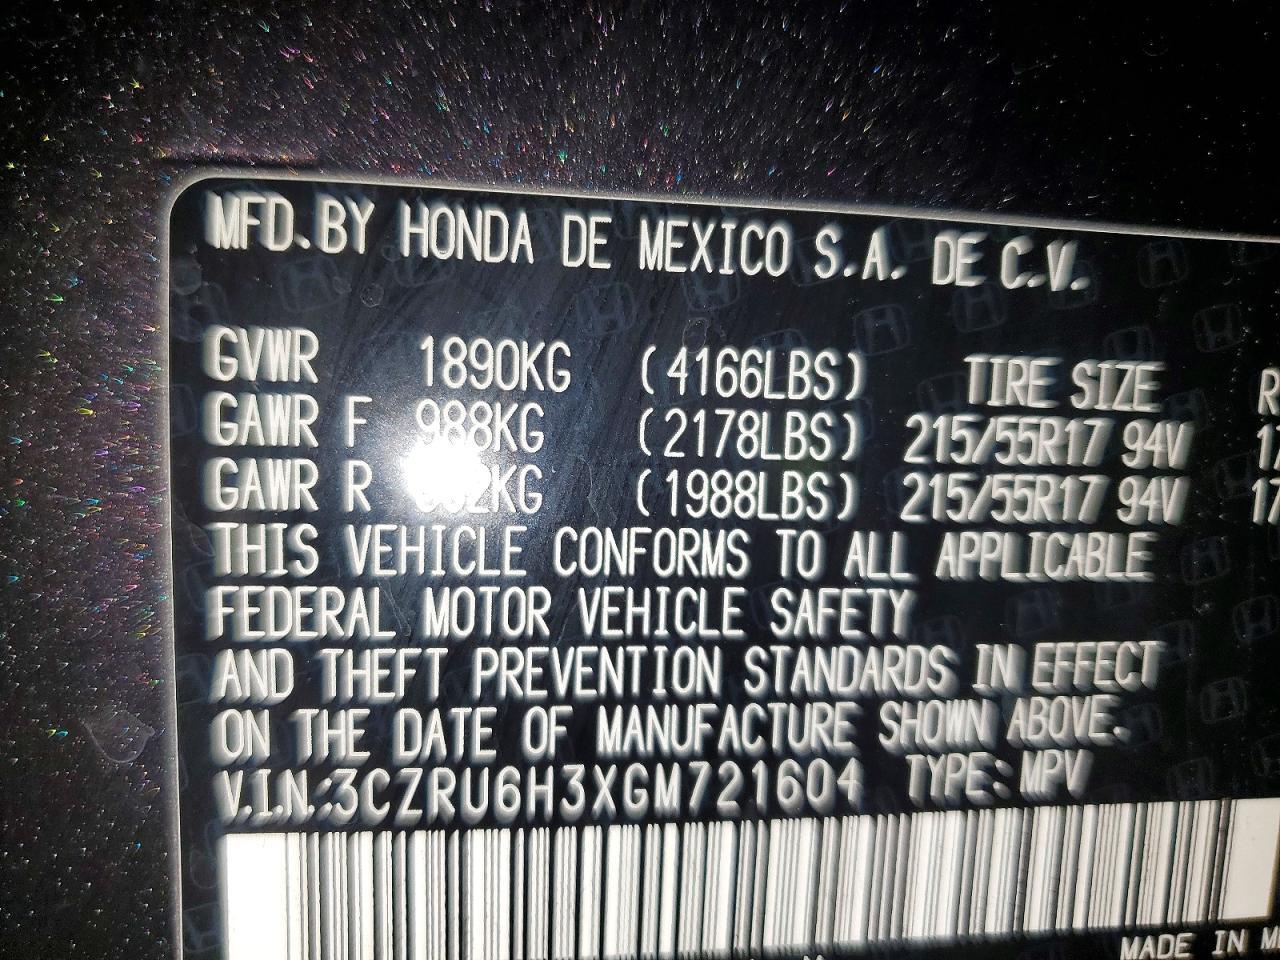 MFD.BY HONDA DE MEXICO S.A. DE C.V.
GVWR 1890KG (4166LBS) TIRE SIZE
GAWR F 988KG (2178LBS) 215/55R17 94V
GAWR R (1988LBS) 215/55R17 94V
THIS VEHICLE CONFORMS TO ALL APPLICABLE
FEDERAL MOTOR VEHICLE SAFETY
AND THEFT PREVENTION STANDARDS IN EFFECT
ON THE DATE OF MANUFACTURE SHOWN ABOVE.
V.I.N.:3CZRU6H3XGM721604 TYPE: MPV
MADE IN